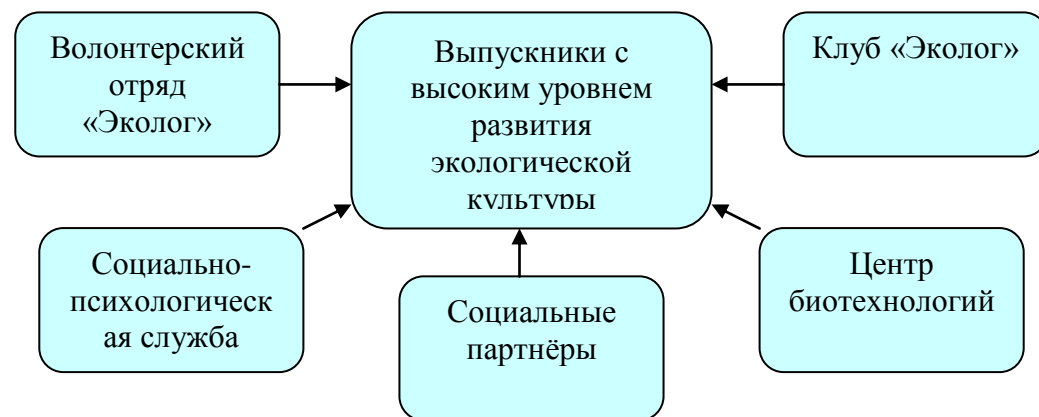 Волонтерский
отряд
«Эколог»
Выпускники с
высоким уровнем
развития
экологической
культуры
Клуб «Эколог»
Социально-
психологическ
ая служба
Социальные
партнёры
Центр
биотехнологий